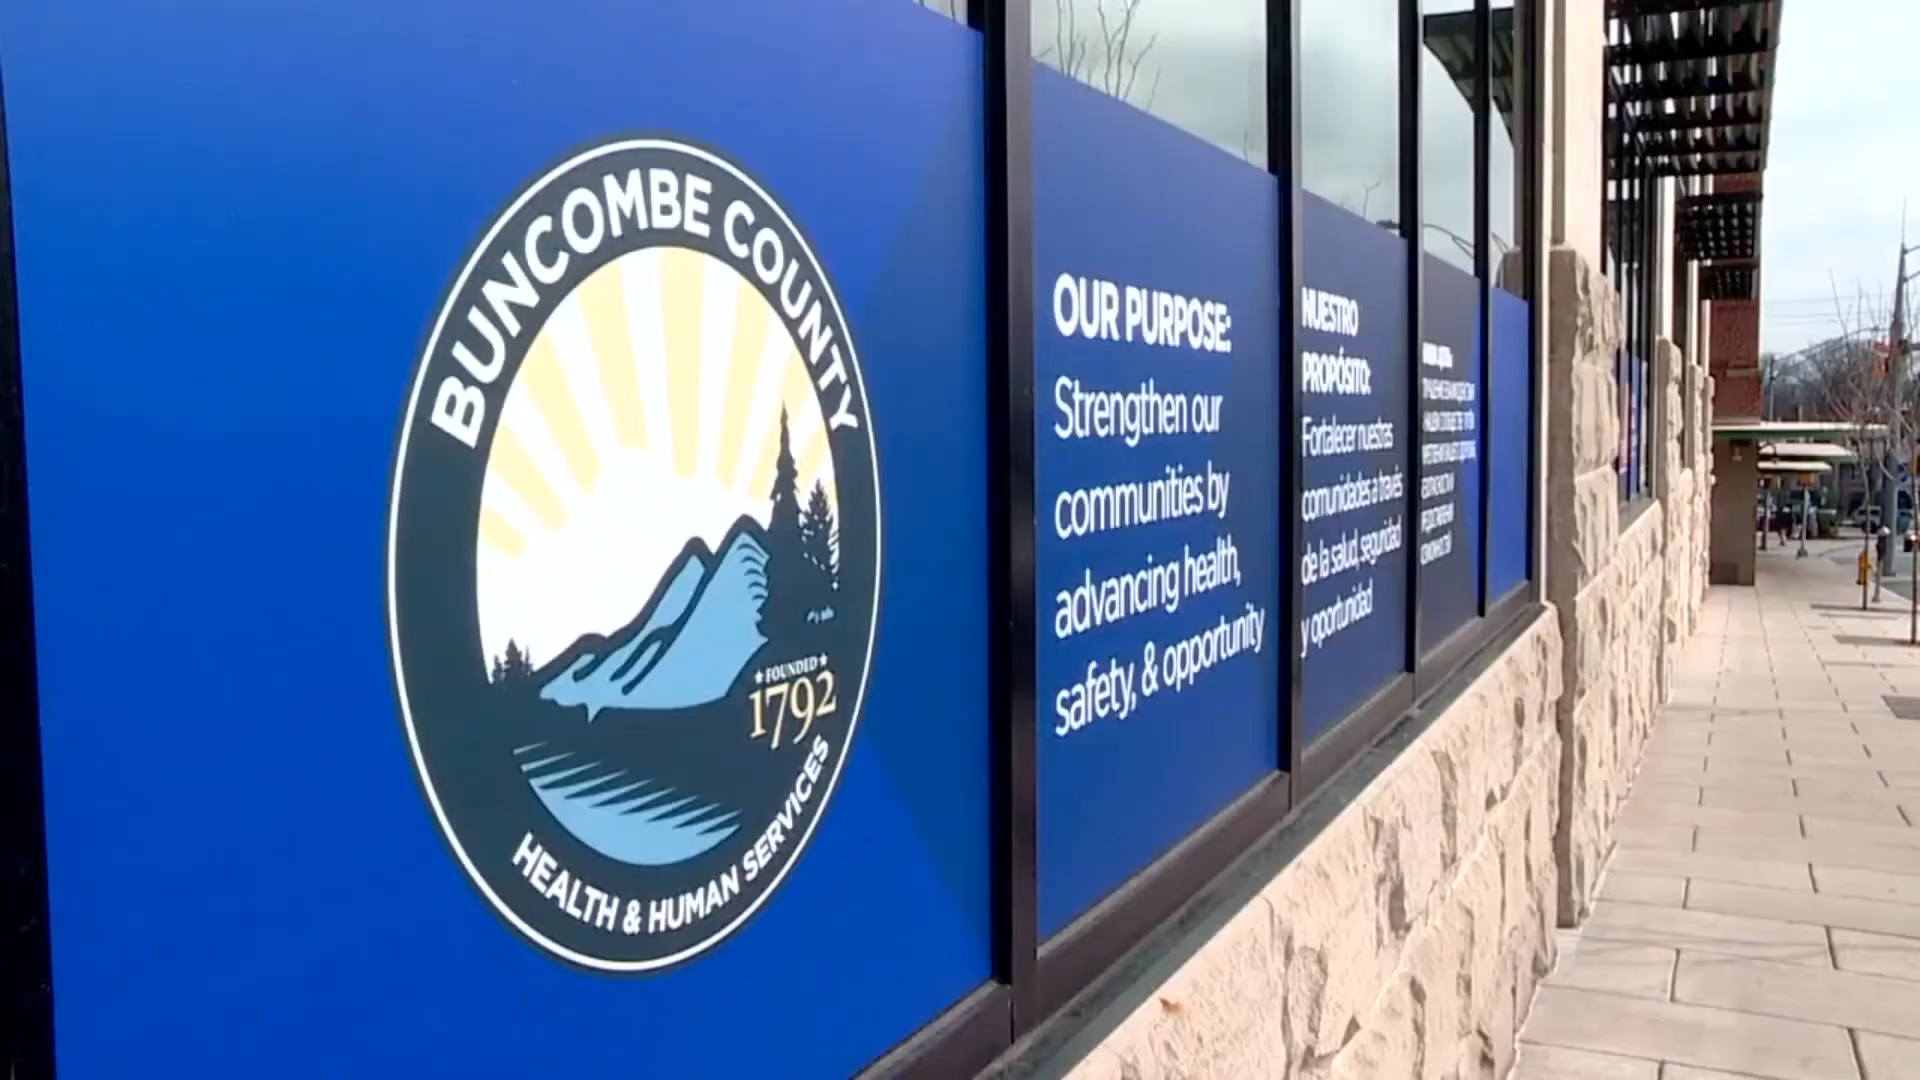 BUNCOMBE COUNTY
★ FOUNDED ★
1792
HEALTH & HUMAN SERVICES
OUR PURPOSE:
Strengthen our
communities by
advancing health,
safety, & opportunity
NUESTRO
PROPÓSITO:
Fortalecer nuestras
comunidades a través
de la salud, seguridad
y oportunidad